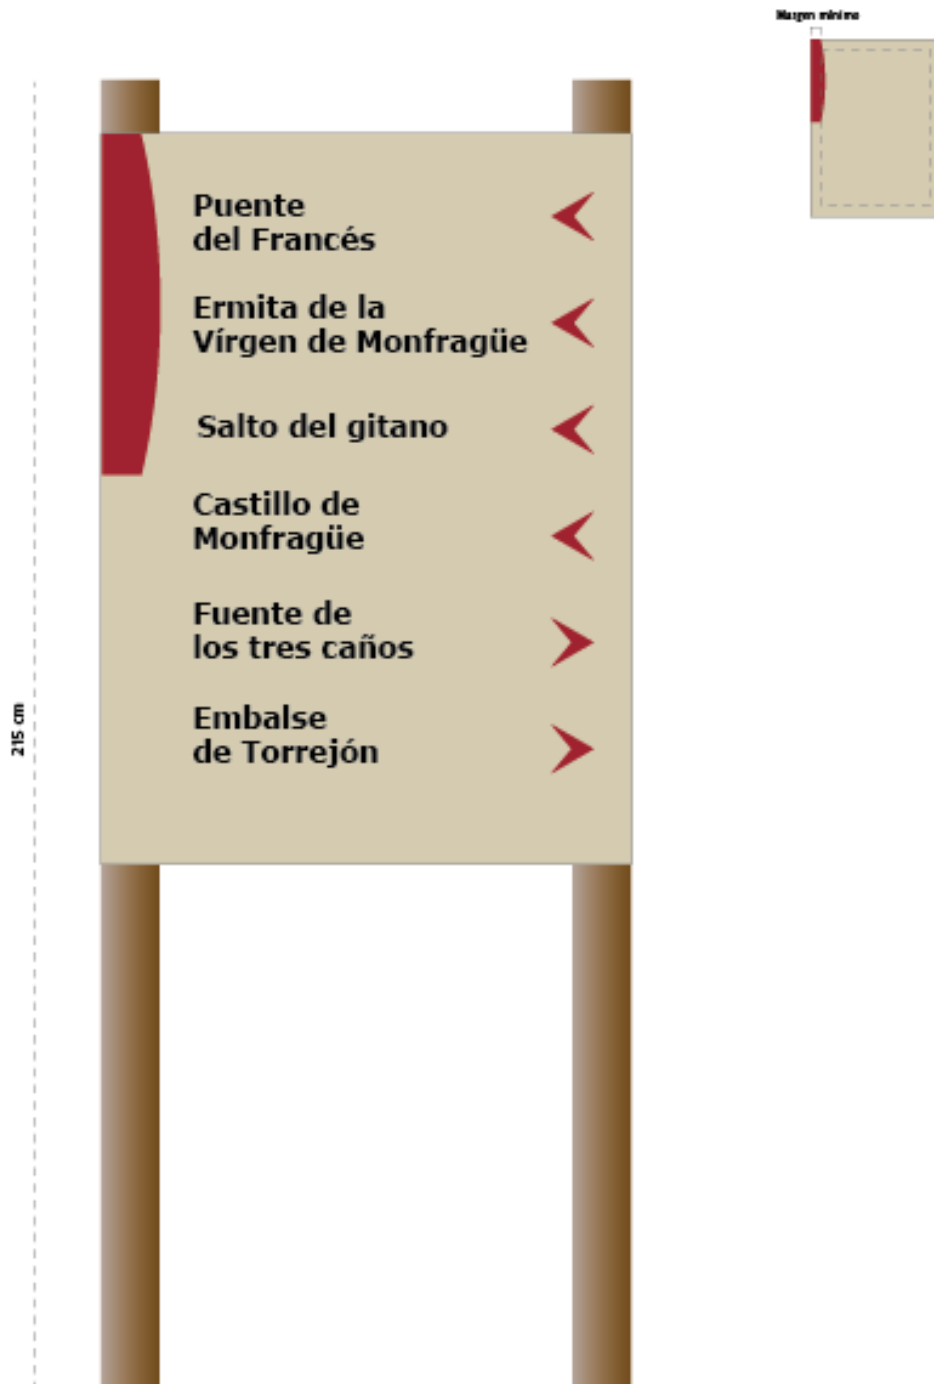 Margen mínimo
Puente
del Francés
Ermita de la
Vírgen de Monfragüe
Salto del gitano
Castillo de
Monfragüe
Fuente de
los tres caños
Embalse
de Torrejón
215 cm